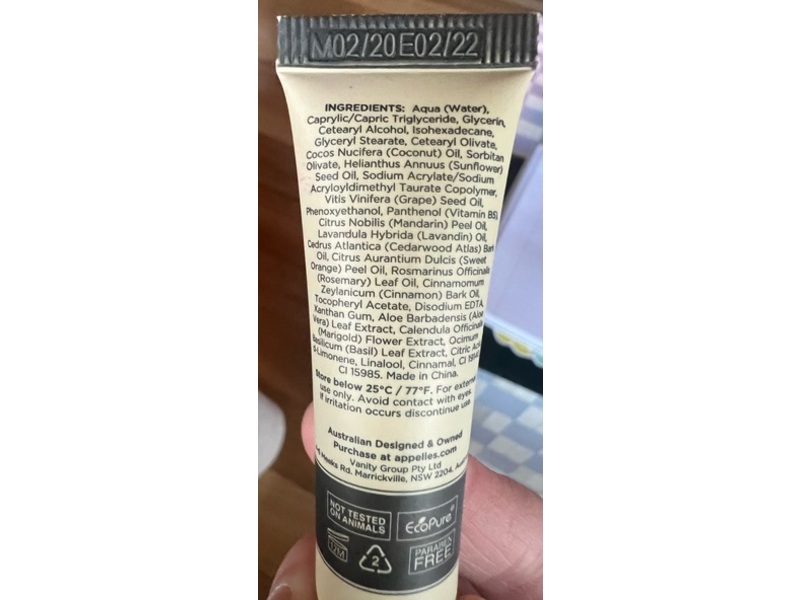 M02/20E02/22
INGREDIENTS: Aqua (Water),
Caprylic/Capric Triglyceride, Glycerin,
Cetearyl Alcohol, Isohexadecane,
Glyceryl Stearate, Cetearyl Olivate,
Cocos Nucifera (Coconut) Oil, Sorbitan
Olivate, Helianthus Annuus (Sunflower)
Seed Oil, Sodium Acrylate/Sodium
Acryloyldimethyl Taurate Copolymer,
Vitis Vinifera (Grape) Seed Oil,
Phenoxyethanol, Panthenol (Vitamin B5),
Citrus Nobilis (Mandarin) Peel Oil,
Lavandula Hybrida (Lavandin) Oil,
Cedrus Atlantica (Cedarwood Atlas) Bark
Oil, Citrus Aurantium Dulcis (Sweet
Orange) Peel Oil, Rosmarinus Officinalis
(Rosemary) Leaf Oil, Cinnamomum
Zeylanicum (Cinnamon) Bark Oil,
Tocopheryl Acetate, Disodium EDTA,
Xanthan Gum, Aloe Barbadensis (Aloe
Vera) Leaf Extract, Calendula Officinalis
(Marigold) Flower Extract, Ocimum
Basilicum (Basil) Leaf Extract, Citric Acid,
Limonene, Linalool, Cinnamal, CI 19140,
CI 15985. Made in China.
Store below 25°C / 77°F. For external
use only. Avoid contact with eyes.
If irritation occurs discontinue use.
Australian Designed & Owned
Purchase at appelles.com
Vanity Group Pty Ltd
Meeks Rd. Marrickville, NSW 2204,
NOT TESTED
ON ANIMALS
EcoPure
12M
2
PARABEN
FREE